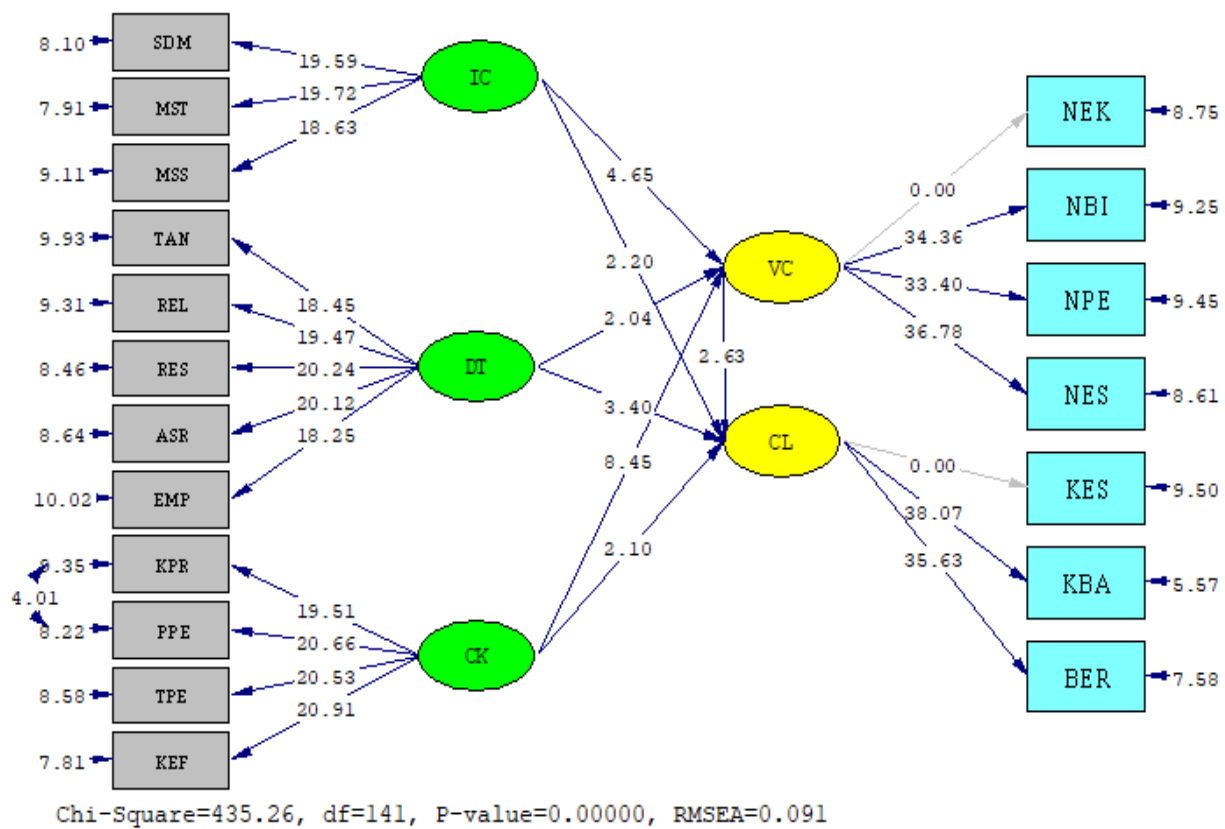 8.10 SDM
7.91 MST
9.11 MSS
9.93 TAN
9.31 REL
8.46 RES
8.64 ASR
10.02 EMP
9.35 KPR
4.01
8.22 PPE
8.58 TPE
7.81 KEF
19.59
19.72
18.63
18.45
19.47
20.24
20.12
18.25
19.51
20.66
20.53
20.91
IC
DT
CK
4.65
2.20
2.04
2.63
3.40
8.45
2.10
VC
CL
0.00
34.36
33.40
36.78
0.00
38.07
35.63
NEK 8.75
NBI 9.25
NPE 9.45
NES 8.61
KES 9.50
KBA 5.57
BER 7.58
Chi-Square=435.26, df=141, P-value=0.00000, RMSEA=0.091